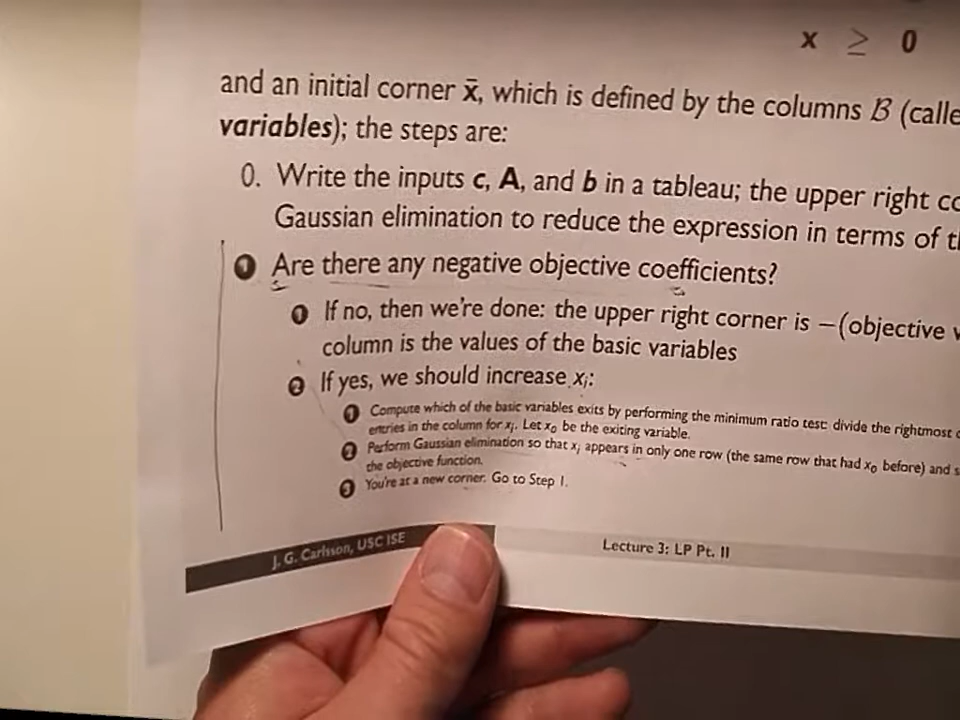 x ≥ 0
and an initial corner x̄, which is defined by the columns ℬ (calle
variables); the steps are:
0. Write the inputs c, A, and b in a tableau; the upper right co
Gaussian elimination to reduce the expression in terms of t
1 Are there any negative objective coefficients?
1 If no, then we're done: the upper right corner is −(objective v
column is the values of the basic variables
2 If yes, we should increase xⱼ:
1 Compute which of the basic variables exits by performing the minimum ratio test: divide the rightmost c
entries in the column for xⱼ. Let x₀ be the exiting variable.
2 Perform Gaussian elimination so that xⱼ appears in only one row (the same row that had x₀ before) and s
the objective function.
3 You're at a new corner. Go to Step 1.
J. G. Carlsson, USC ISE
Lecture 3: LP Pt. II